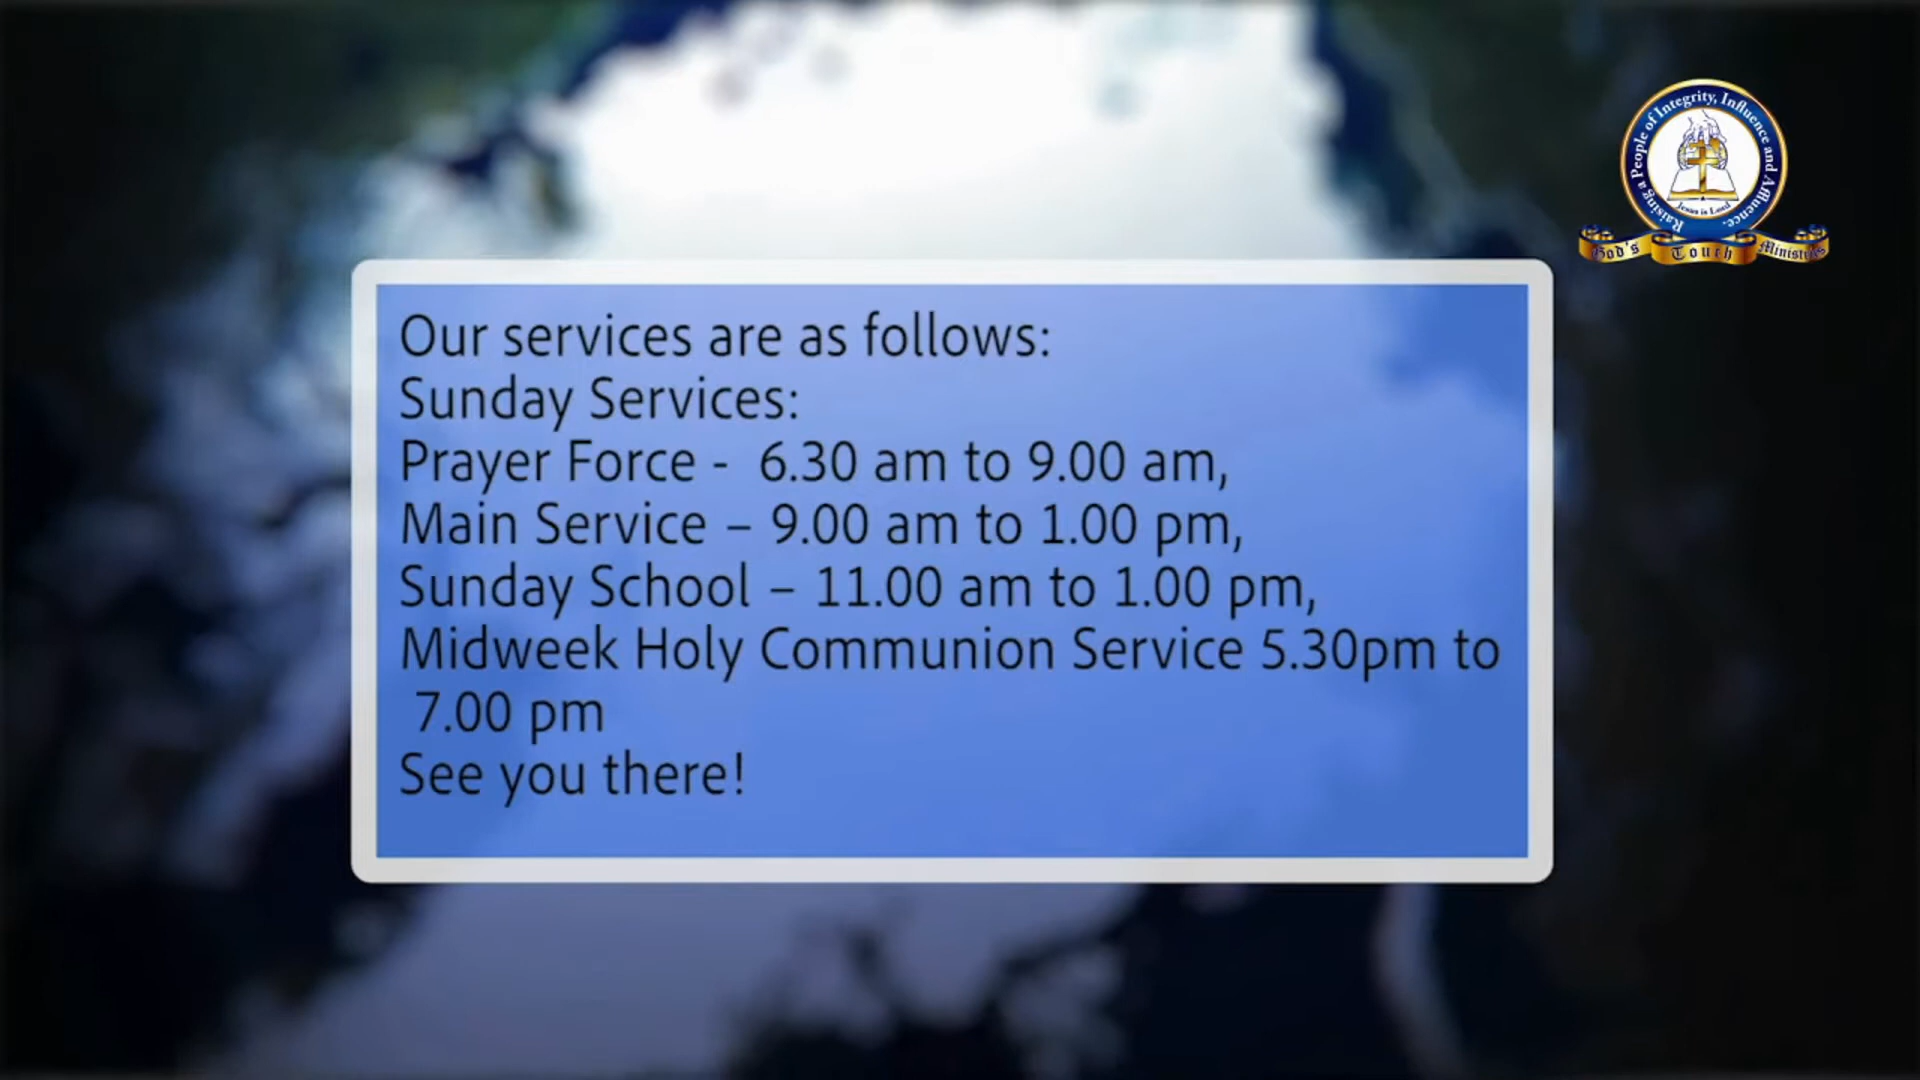 Our services are as follows:
Sunday Services:
Prayer Force -  6.30 am to 9.00 am,
Main Service – 9.00 am to 1.00 pm,
Sunday School – 11.00 am to 1.00 pm,
Midweek Holy Communion Service 5.30pm to
7.00 pm
See you there!
Raising a People of Integrity, Influence and Affluence.
Jesus is Lord
God's Touch Ministries